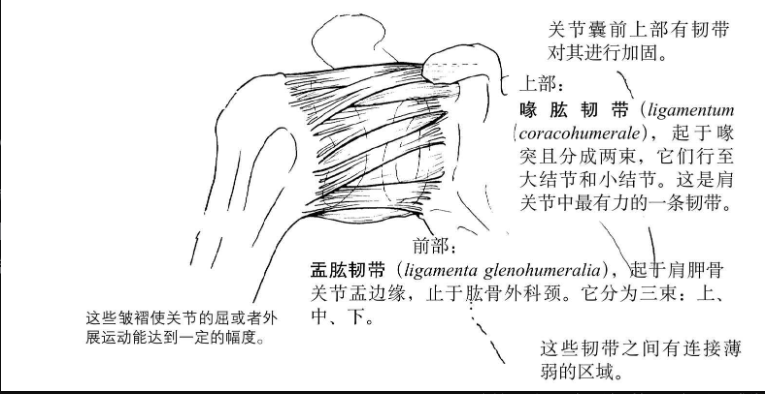 关节囊前上部有韧带
对其进行加固。
上部：
喙肱韧带（ligamentum
coracohumerale），起于喙
突且分成两束，它们行至
大结节和小结节。这是肩
关节中最有力的一条韧带。
前部：
盂肱韧带（ligamenta glenohumeralia），起于肩胛骨
关节盂边缘，止于肱骨外科颈。它分为三束：上、
中、下。
这些皱褶使关节的屈或者外
展运动能达到一定的幅度。
这些韧带之间有连接薄
弱的区域。